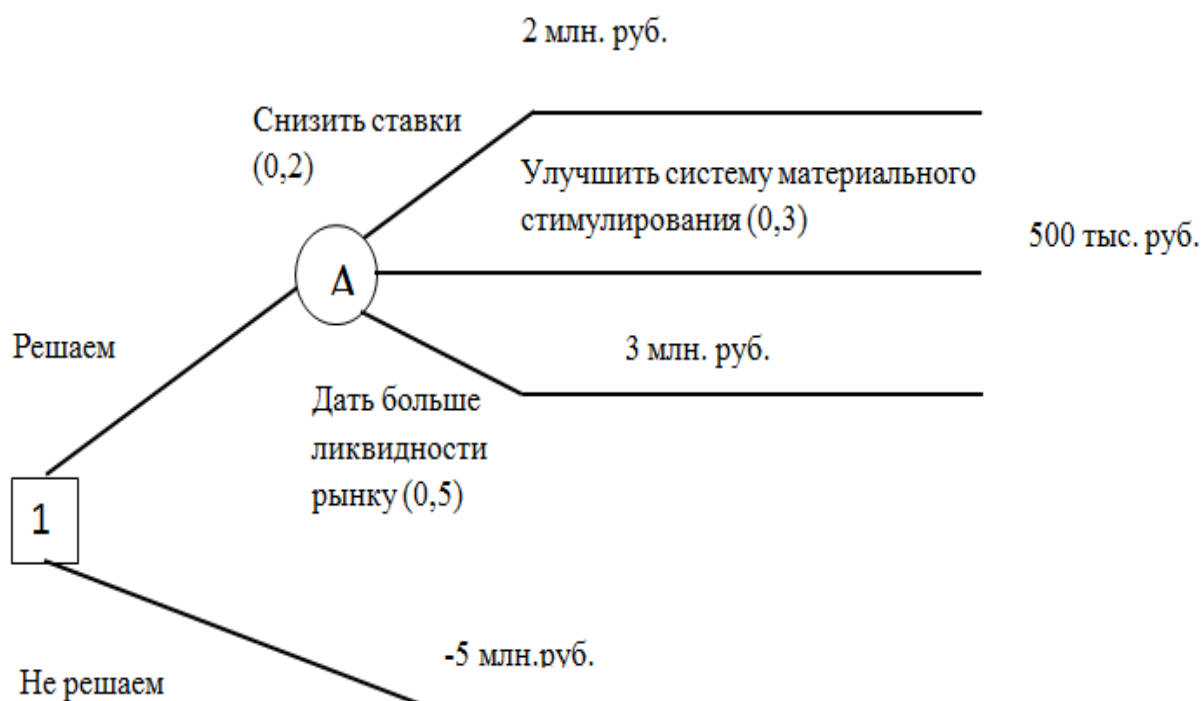 2 млн. руб.
Снизить ставки
(0,2)
Улучшить систему материального
стимулирования (0,3)
500 тыс. руб.
А
Решаем
3 млн. руб.
Дать больше
ликвидности
рынку (0,5)
1
-5 млн.руб.
Не решаем